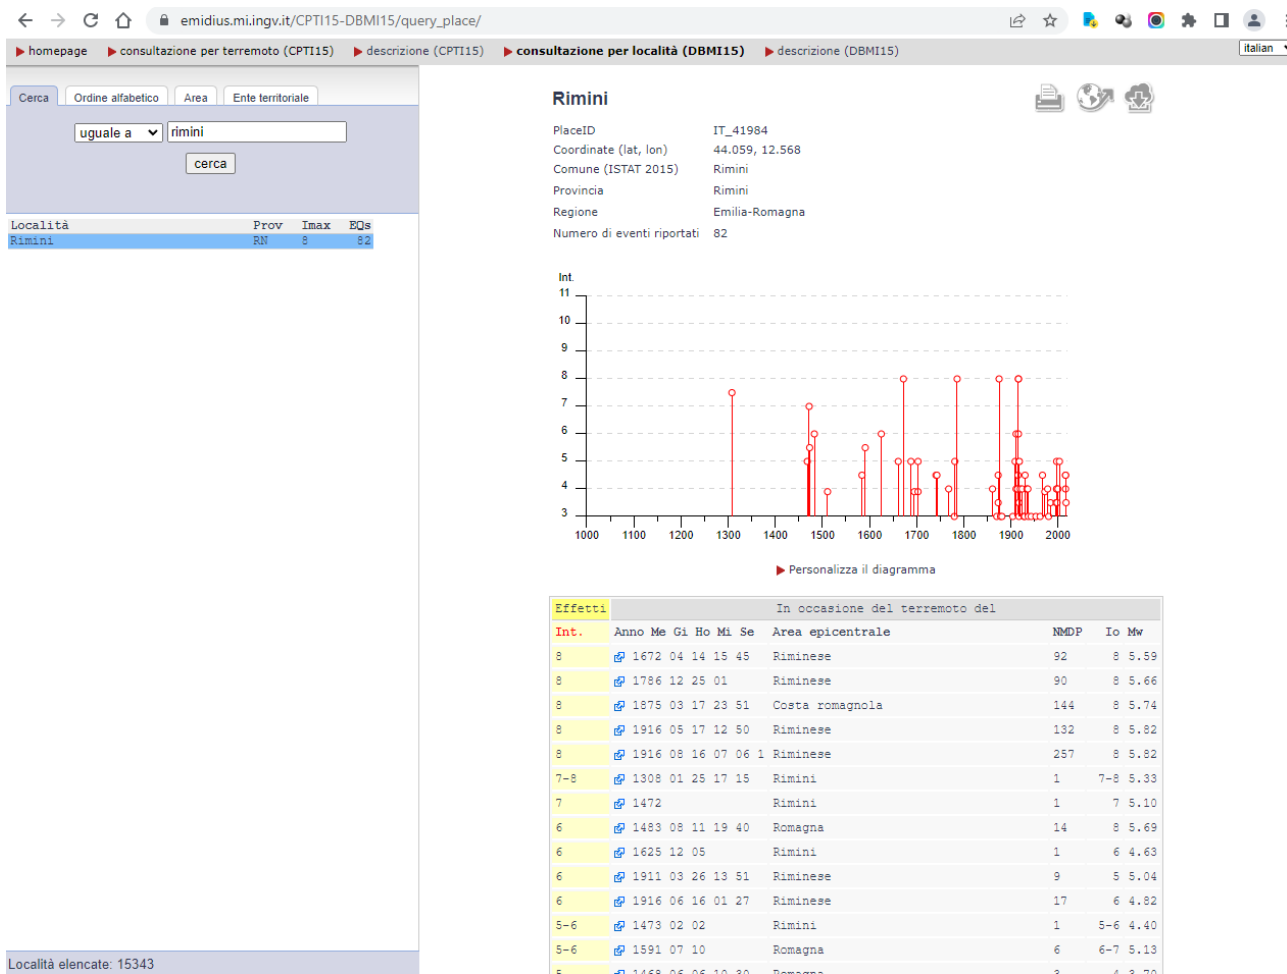 emidius.mi.ingv.it/CPTI15-DBMI15/query_place/
homepage consultazione per terremoto (CPTI15) descrizione (CPTI15) consultazione per località (DBMI15) descrizione (DBMI15) italian
Cerca Ordine alfabetico Area Ente territoriale
uguale a rimini
cerca
Località Prov Imax EQs
Rimini RN 8 82
Località elencate: 15343
Rimini
PlaceID IT_41984
Coordinate (lat, lon) 44.059, 12.568
Comune (ISTAT 2015) Rimini
Provincia Rimini
Regione Emilia-Romagna
Numero di eventi riportati 82
Int.
11
10
9
8
7
6
5
4
3
1000 1100 1200 1300 1400 1500 1600 1700 1800 1900 2000
Personalizza il diagramma
Effetti In occasione del terremoto del
Int. Anno Me Gi Ho Mi Se Area epicentrale NMDP Io Mw
8 1672 04 14 15 45 Riminese 92 8 5.59
8 1786 12 25 01 Riminese 90 8 5.66
8 1875 03 17 23 51 Costa romagnola 144 8 5.74
8 1916 05 17 12 50 Riminese 132 8 5.82
8 1916 08 16 07 06 1 Riminese 257 8 5.82
7-8 1308 01 25 17 15 Rimini 1 7-8 5.33
7 1472 Rimini 1 7 5.10
6 1483 08 11 19 40 Romagna 14 8 5.69
6 1625 12 05 Rimini 1 6 4.63
6 1911 03 26 13 51 Riminese 9 5 5.04
6 1916 06 16 01 27 Riminese 17 6 4.82
5-6 1473 02 02 Rimini 1 5-6 4.40
5-6 1591 07 10 Romagna 6 6-7 5.13
5 1468 06 06 10 30 Romagna 3 4 3.70